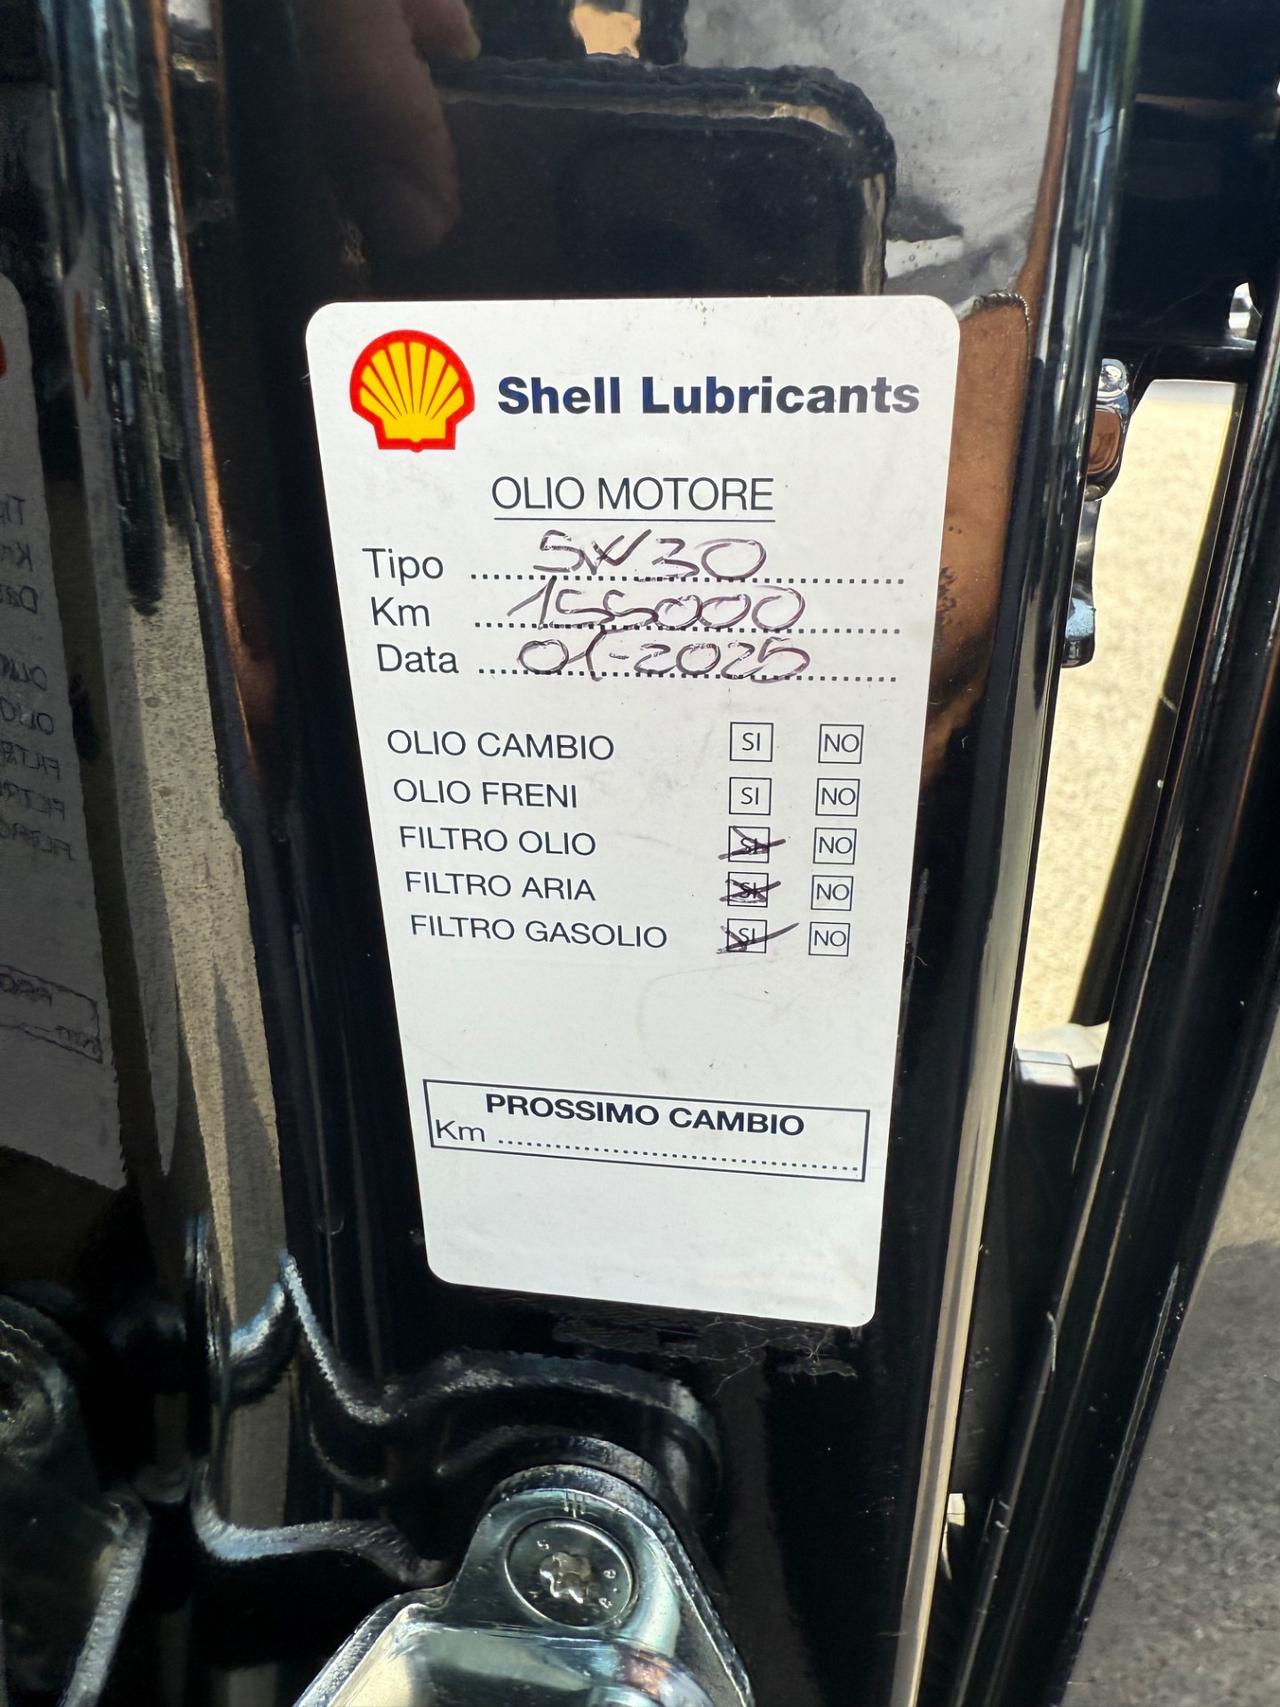 Shell Lubricants
OLIO MOTORE
Tipo 5W30
Km 155000
Data 01-2025
OLIO CAMBIO SI NO
OLIO FRENI SI NO
FILTRO OLIO SI NO
FILTRO ARIA SI NO
FILTRO GASOLIO SI NO
PROSSIMO CAMBIO
Km